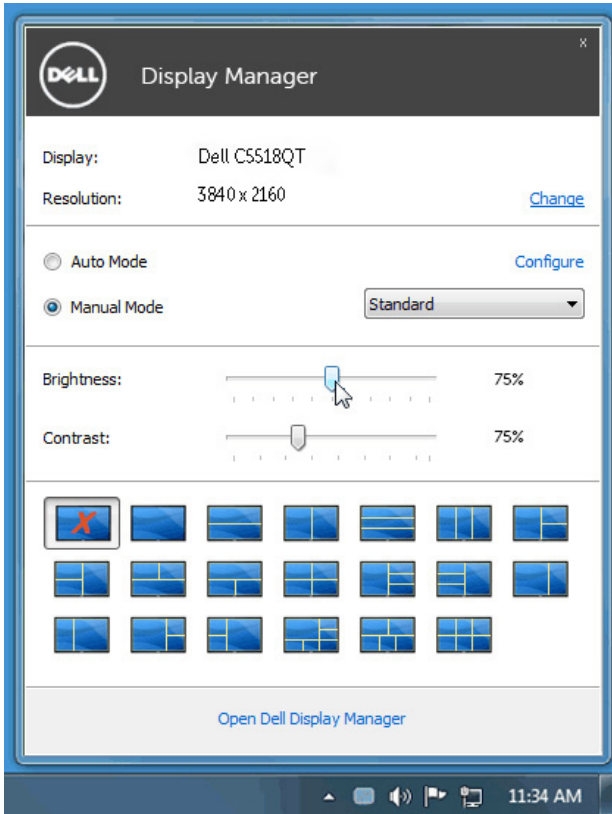 DELL
Display Manager
x
Display: Dell C5518QT
Resolution: 3840 x 2160 Change
Auto Mode Configure
Manual Mode Standard
Brightness: 75%
Contrast: 75%
X
Open Dell Display Manager
11:34 AM